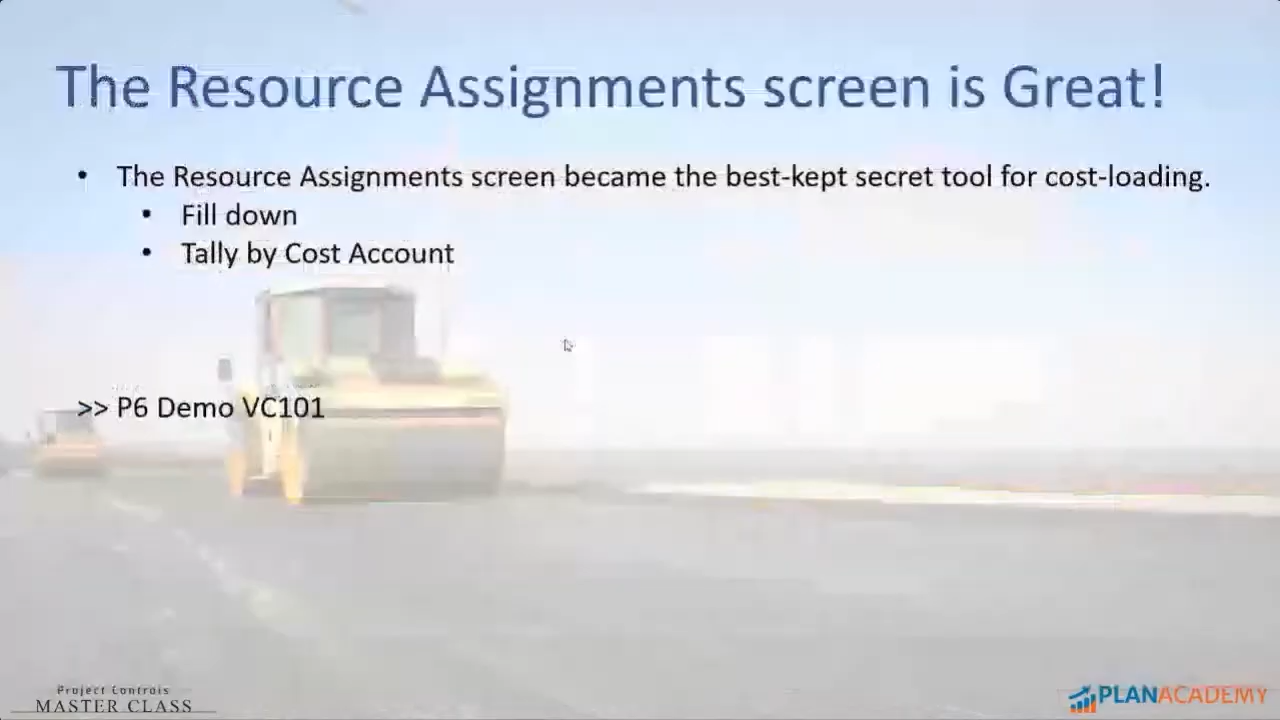 The Resource Assignments screen is Great!
• The Resource Assignments screen became the best-kept secret tool for cost-loading.
• Fill down
• Tally by Cost Account
>> P6 Demo VC101
Project Controls
MASTER CLASS
PLANACADEMY